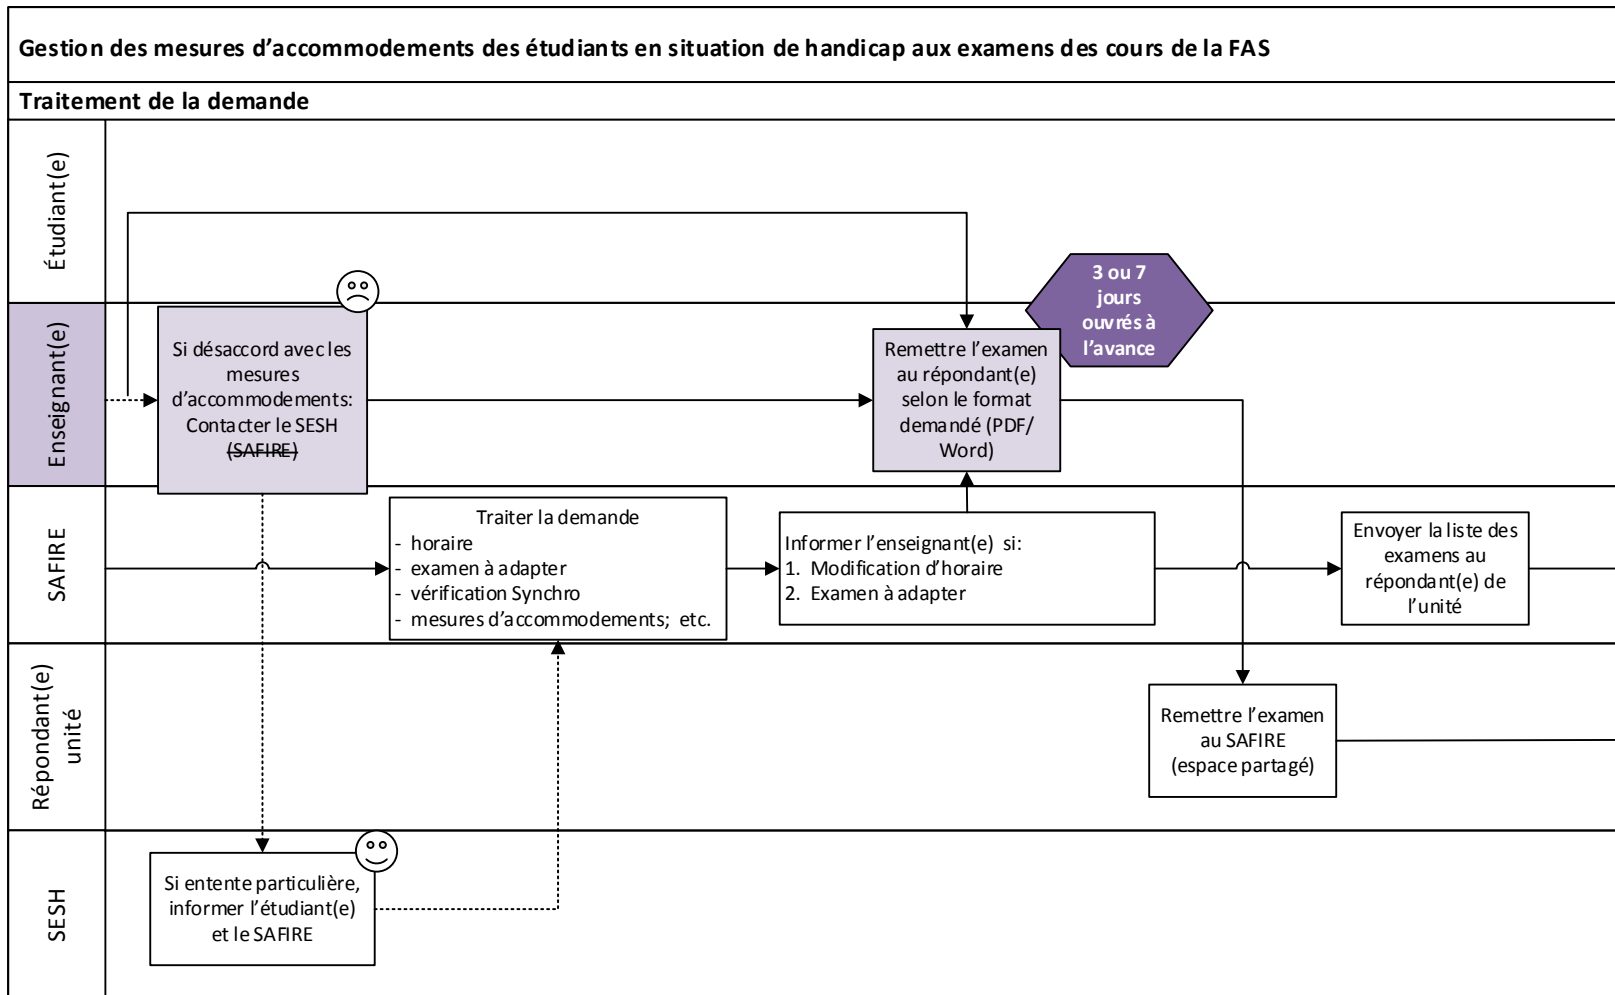 Gestion des mesures d'accommodements des étudiants en situation de handicap aux examens des cours de la FAS
Traitement de la demande
Étudiant(e)
3 ou 7
jours
ouvrés à
l'avance
Enseignant(e)
Si désaccord avec les
mesures
d'accommodements:
Contacter le SESH
(SAFIRE)
Remettre l'examen
au répondant(e)
selon le format
demandé (PDF/
Word)
SAFIRE
Traiter la demande
- horaire
- examen à adapter
- vérification Synchro
- mesures d'accommodements; etc.
Informer l'enseignant(e) si:
1. Modification d'horaire
2. Examen à adapter
Envoyer la liste des
examens au
répondant(e) de
l'unité
Répondant(e)
unité
Remettre l'examen
au SAFIRE
(espace partagé)
SESH
Si entente particulière,
informer l'étudiant(e)
et le SAFIRE